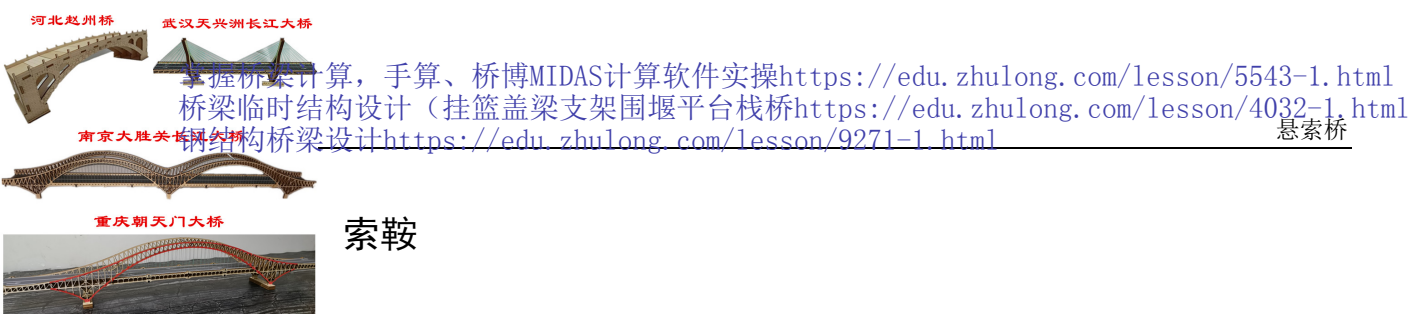 河北赵州桥
武汉天兴洲长江大桥
掌握桥梁计算，手算、桥博MIDAS计算软件实操https://edu.zhulong.com/lesson/5543-1.html
桥梁临时结构设计（挂篮盖梁支架围堰平台栈桥https://edu.zhulong.com/lesson/4032-1.html
南京大胜关长江大桥
钢结构桥梁设计https://edu.zhulong.com/lesson/9271-1.html
悬索桥
重庆朝天门大桥
索鞍